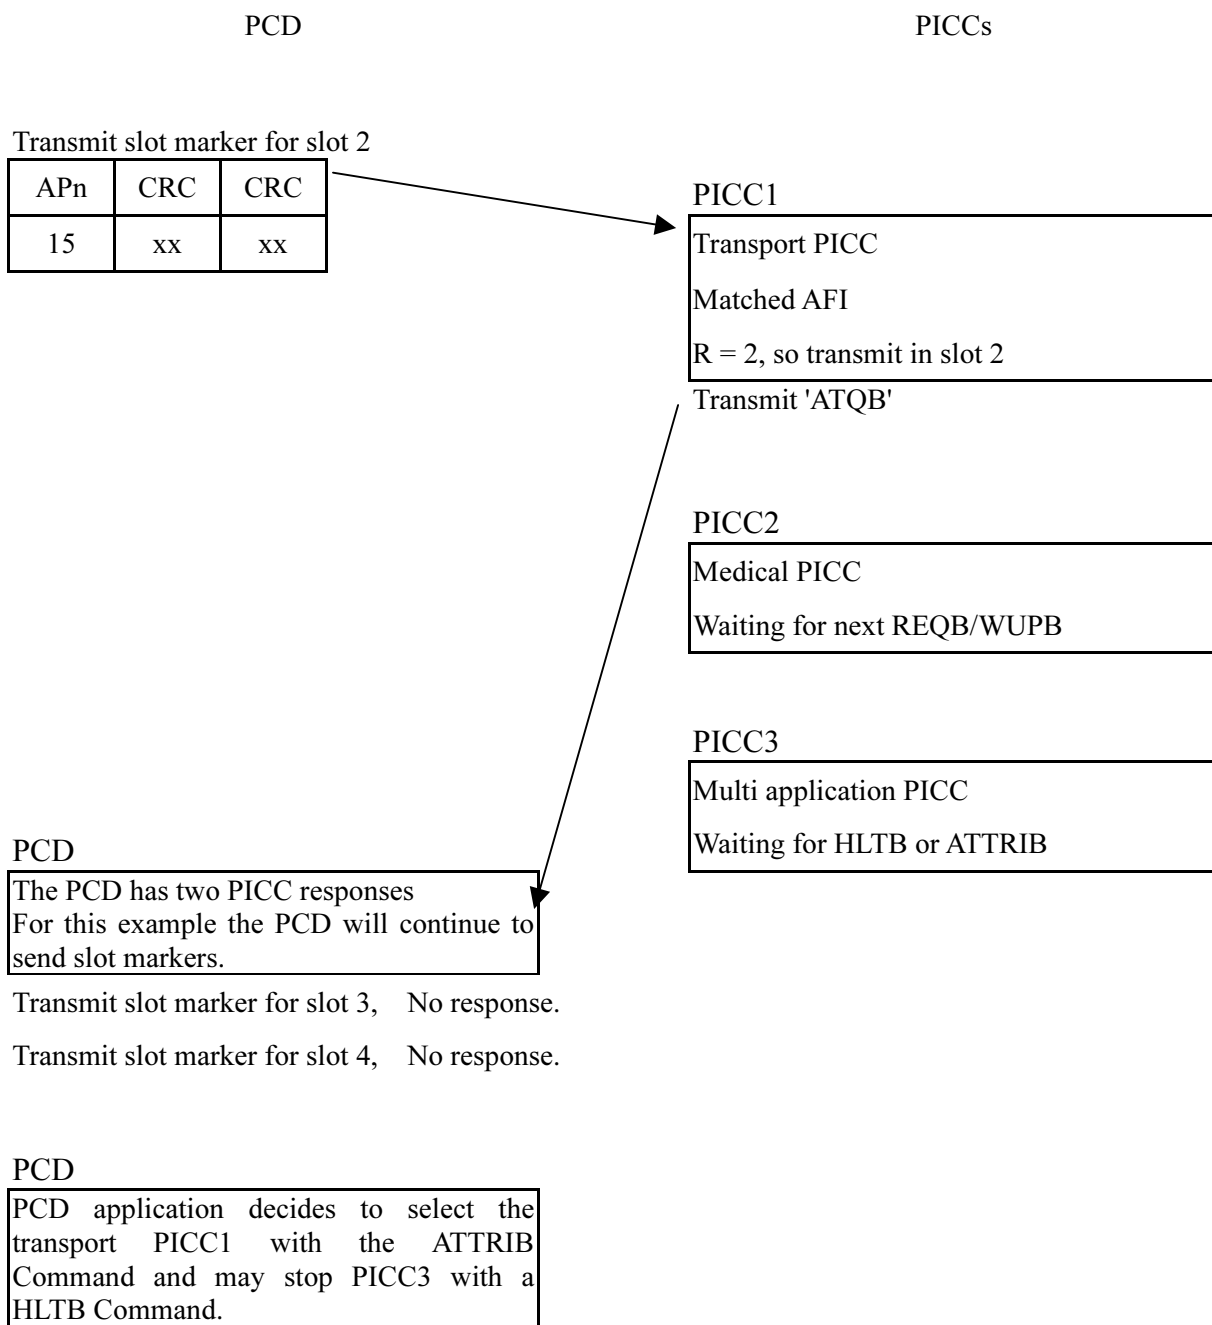 PCD PICCs
Transmit slot marker for slot 2
APn CRC CRC
15 xx xx
PICC1
Transport PICC
Matched AFI
R = 2, so transmit in slot 2
Transmit 'ATQB'
PICC2
Medical PICC
Waiting for next REQB/WUPB
PICC3
Multi application PICC
Waiting for HLTB or ATTRIB
PCD
The PCD has two PICC responses
For this example the PCD will continue to
send slot markers.
Transmit slot marker for slot 3, No response.
Transmit slot marker for slot 4, No response.
PCD
PCD application decides to select the
transport PICC1 with the ATTRIB
Command and may stop PICC3 with a
HLTB Command.